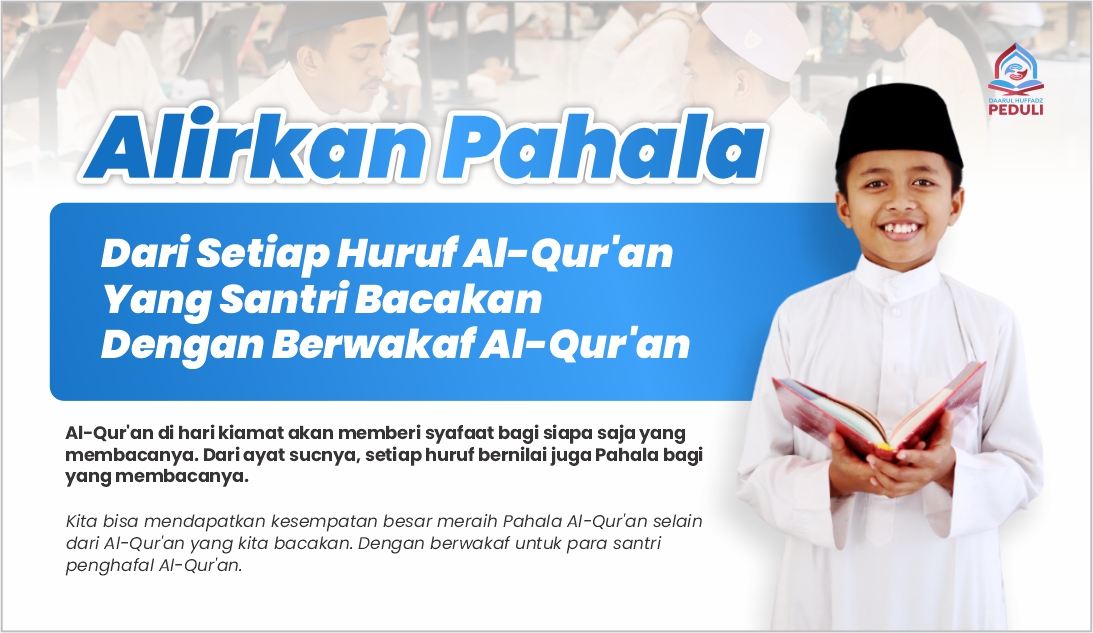 DAARUL HUFFADZ
PEDULI
Alirkan Pahala
Dari Setiap Huruf Al-Qur'an
Yang Santri Bacakan
Dengan Berwakaf Al-Qur'an
Al-Qur'an di hari kiamat akan memberi syafaat bagi siapa saja yang
membacanya. Dari ayat sucnya, setiap huruf bernilai juga Pahala bagi
yang membacanya.
Kita bisa mendapatkan kesempatan besar meraih Pahala Al-Qur'an selain
dari Al-Qur'an yang kita bacakan. Dengan berwakaf untuk para santri
penghafal Al-Qur'an.